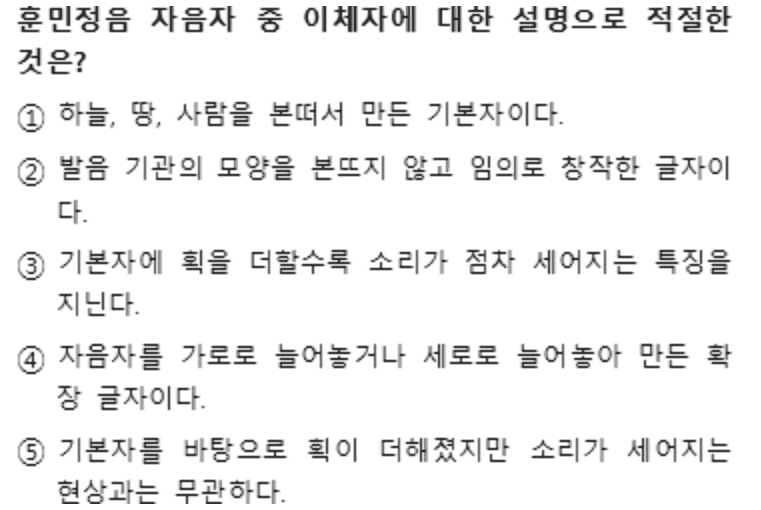 훈민정음 자음자 중 이체자에 대한 설명으로 적절한
것은?
① 하늘, 땅, 사람을 본떠서 만든 기본자이다.
② 발음 기관의 모양을 본뜨지 않고 임의로 창작한 글자이
다.
③ 기본자에 획을 더할수록 소리가 점차 세어지는 특징을
지닌다.
④ 자음자를 가로로 늘어놓거나 세로로 늘어놓아 만든 확
장 글자이다.
⑤ 기본자를 바탕으로 획이 더해졌지만 소리가 세어지는
현상과는 무관하다.